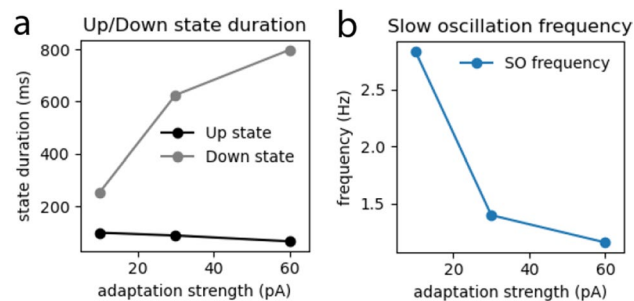 a
Up/Down state duration
800
600
400
200
state duration (ms)
Up state
Down state
20 40 60
adaptation strength (pA)
b
Slow oscillation frequency
2.5
2.0
1.5
frequency (Hz)
SO frequency
20 40 60
adaptation strength (pA)